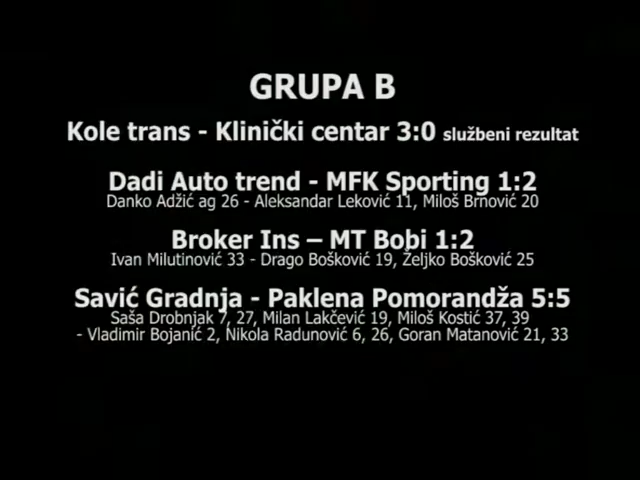 GRUPA B
Kole trans - Klinički centar 3:0 službeni rezultat
Dadi Auto trend - MFK Sporting 1:2
Danko Adžić ag 26 - Aleksandar Leković 11, Miloš Brnović 20
Broker Ins – MT Bobi 1:2
Ivan Milutinović 33 - Drago Bošković 19, Željko Bošković 25
Savić Gradnja - Paklena Pomorandža 5:5
Saša Drobnjak 7, 27, Milan Lakčević 19, Miloš Kostić 37, 39
- Vladimir Bojanić 2, Nikola Radunović 6, 26, Goran Matanović 21, 33